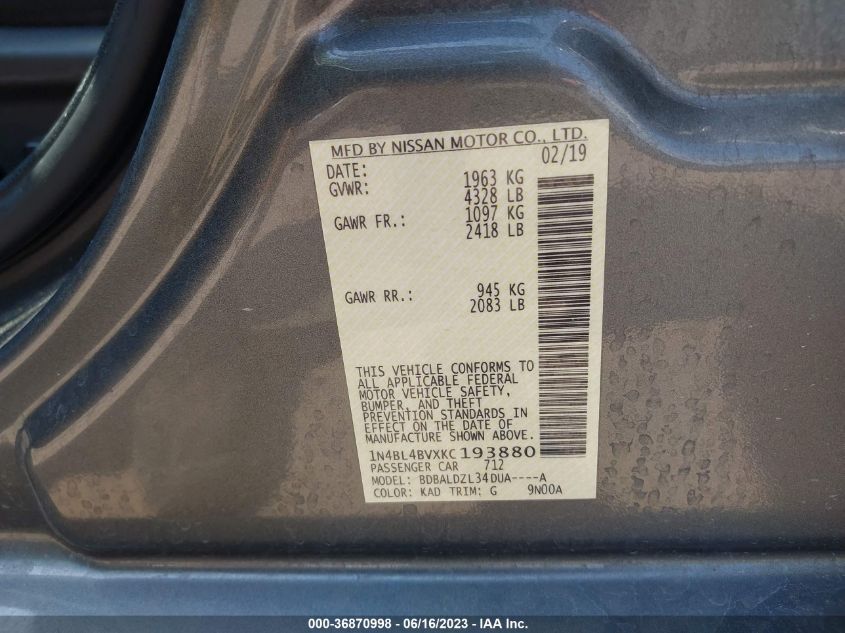 MFD BY NISSAN MOTOR CO., LTD.
DATE: 02/19
GVWR: 1963 KG
4328 LB
GAWR FR.: 1097 KG
2418 LB
GAWR RR.: 945 KG
2083 LB
THIS VEHICLE CONFORMS TO
ALL APPLICABLE FEDERAL
MOTOR VEHICLE SAFETY,
BUMPER, AND THEFT
PREVENTION STANDARDS IN
EFFECT ON THE DATE OF
MANUFACTURE SHOWN ABOVE.
1N4BL4BVXKC193880
PASSENGER CAR 712
MODEL: BDBALDZL34DUA----A
COLOR: KAD TRIM: G 9N00A
000-36870998 - 06/16/2023 - IAA Inc.